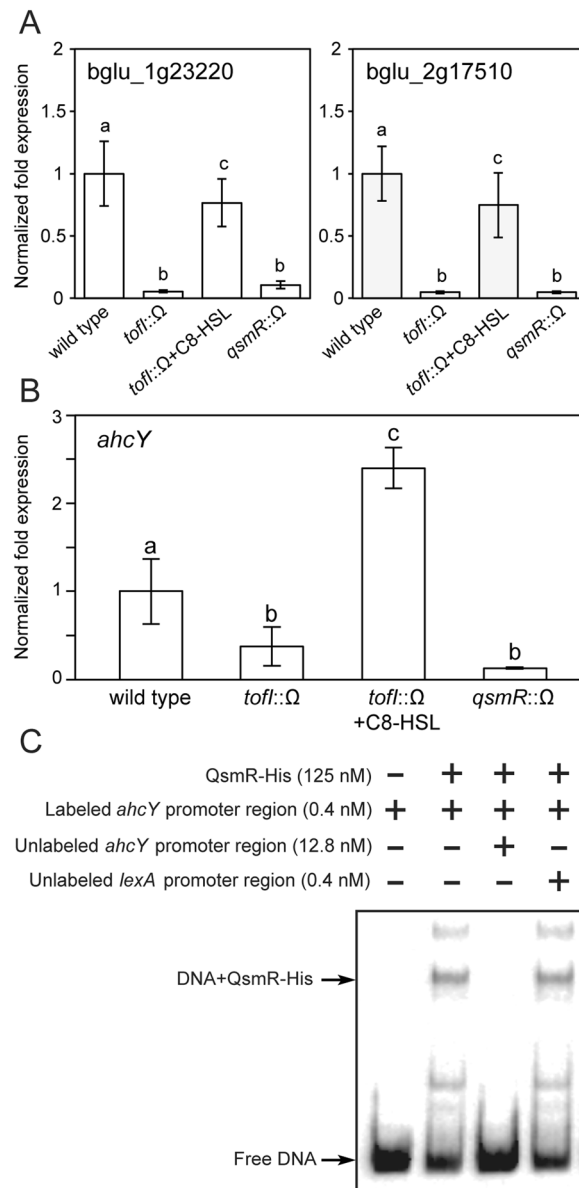 A
bglu_1g23220
bglu_2g17510
Normalized fold expression
2
1.5
1
0.5
0
a
b
c
b
wild type
tofI::Ω
tofI::Ω+C8-HSL
qsmR::Ω
2
1.5
1
0.5
0
a
b
c
b
wild type
tofI::Ω
tofI::Ω+C8-HSL
qsmR::Ω
B
ahcY
Normalized fold expression
3
2
1
0
a
b
c
b
wild type
tofI::Ω
tofI::Ω
+C8-HSL
qsmR::Ω
C
QsmR-His (125 nM) – + + +
Labeled ahcY promoter region (0.4 nM) + + + +
Unlabeled ahcY promoter region (12.8 nM) – – + –
Unlabeled lexA promoter region (0.4 nM) – – – +
DNA+QsmR-His
Free DNA